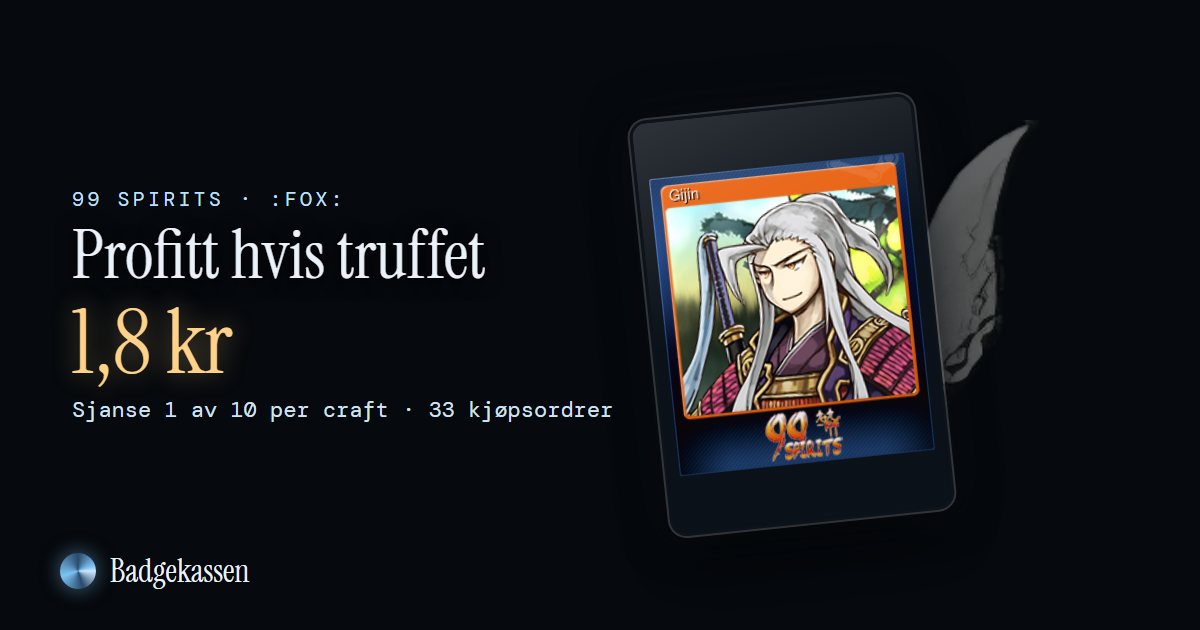 99 SPIRITS · :FOX:
Profitt hvis truffet
1,8 kr
Sjanse 1 av 10 per craft · 33 kjøpsordrer
Gijin
99
SPIRITS
Badgekassen